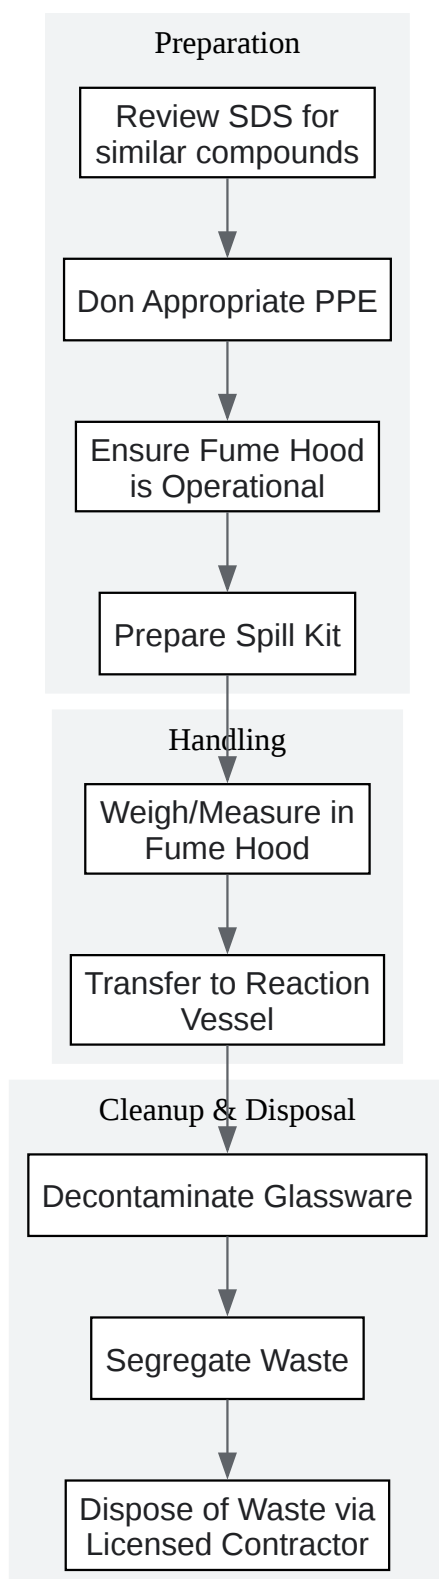 Preparation
Review SDS for
similar compounds
Don Appropriate PPE
Ensure Fume Hood
is Operational
Prepare Spill Kit
Handling
Weigh/Measure in
Fume Hood
Transfer to Reaction
Vessel
Cleanup & Disposal
Decontaminate Glassware
Segregate Waste
Dispose of Waste via
Licensed Contractor